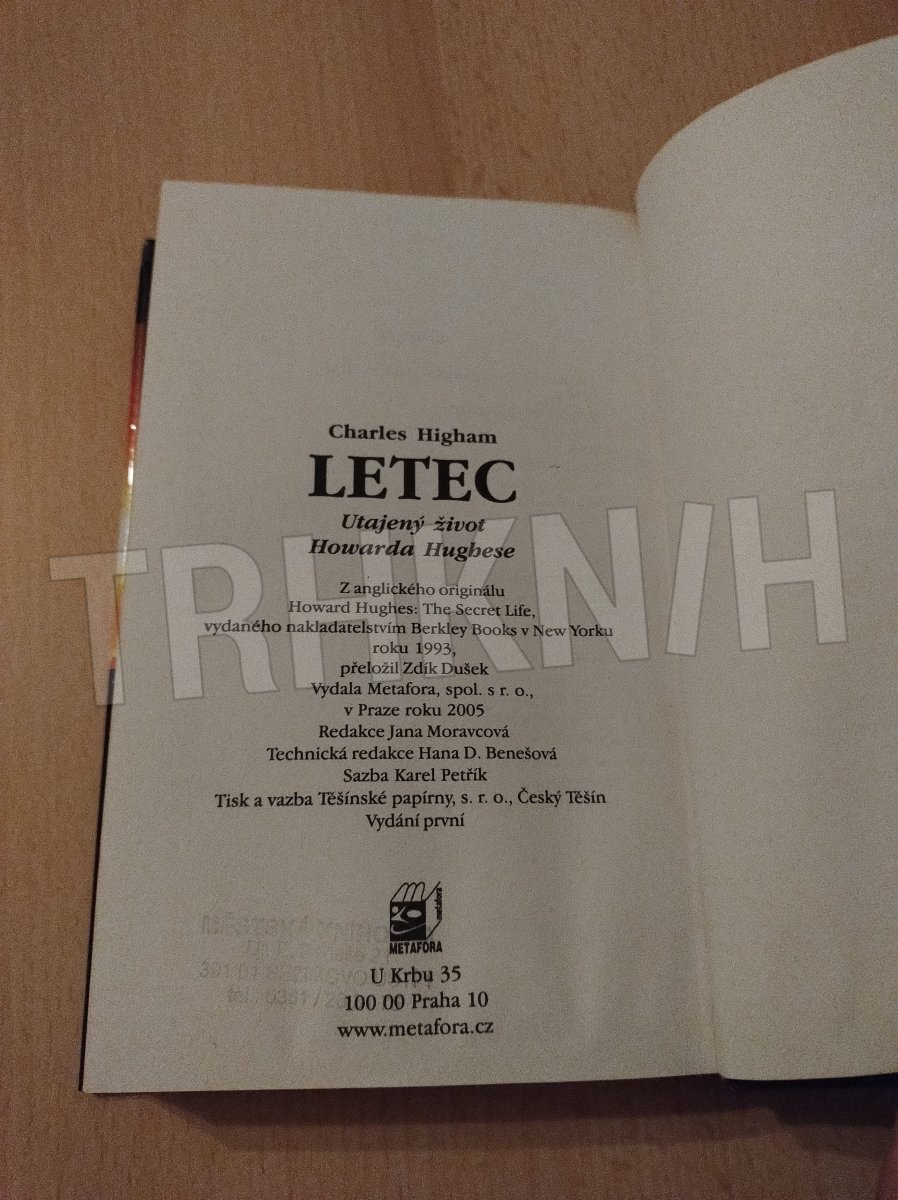 Charles Higham
LETEC
Utajený život
Howarda Hughese
Z anglického originálu
Howard Hughes: The Secret Life,
vydaného nakladatelstvím Berkley Books v New Yorku
roku 1993,
přeložil Zdík Dušek
Vydala Metafora, spol. s r. o.,
v Praze roku 2005
Redakce Jana Moravcová
Technická redakce Hana D. Benešová
Sazba Karel Petřík
Tisk a vazba Těšínské papírny, s. r. o., Český Těšín
Vydání první
metafora
METAFORA
U Krbu 35
100 00 Praha 10
www.metafora.cz
TRHKNIH